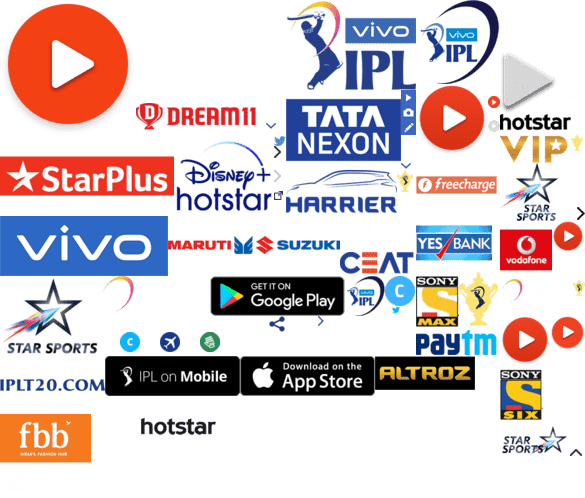 vivo
IPL
vivo
IPL
DREAM11
TATA
NEXON
hotstar
VIP
StarPlus
DISNEY+
hotstar
HARRIER
freecharge
STAR
SPORTS
vivo
MARUTI SUZUKI
YES BANK
vodafone
CEAT
GET IT ON
Google Play
IPL
C
SONY
MAX
STAR SPORTS
C
paytm
IPLT20.COM
IPL on Mobile
Download on the
App Store
ALTROZ
SONY
SIX
fbb
INDIA'S FASHION HUB
hotstar
STAR
SPORTS